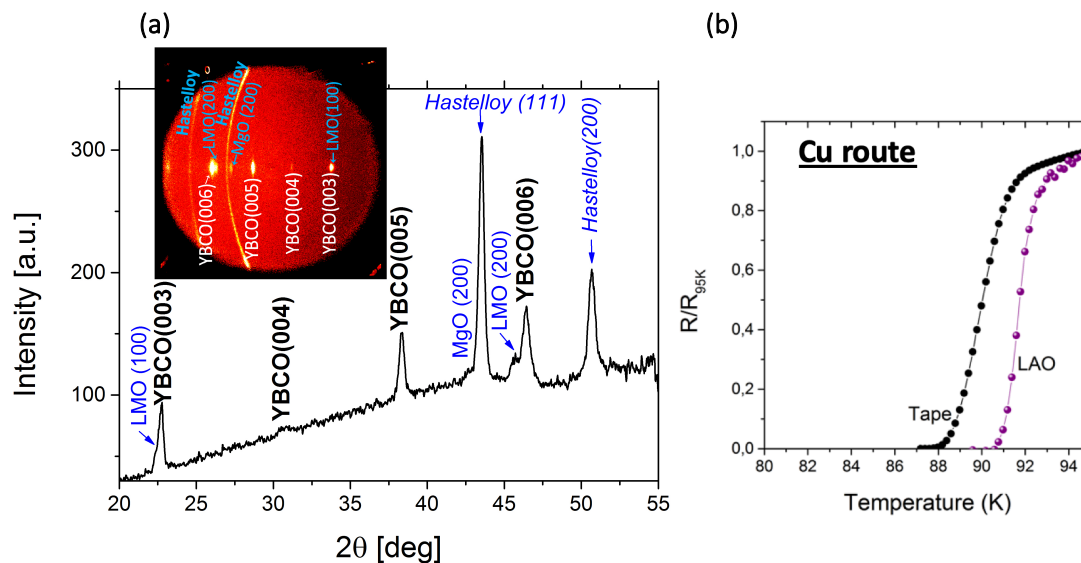 (a)
Hastelloy
LMO(200)
Hastelloy
MgO (200)
LMO(100)
YBCO(006)
YBCO(005)
YBCO(004)
YBCO(003)
Hastelloy (111)
Hastelloy(200)
LMO (100)
YBCO(003)
YBCO(004)
YBCO(005)
MgO (200)
LMO (200)
YBCO(006)
Intensity [a.u.]
300
200
100
20 25 30 35 40 45 50 55
2θ [deg]
(b)
Cu route
R/R95K
1,0
0,8
0,6
0,4
0,2
0,0
Tape
LAO
80 82 84 86 88 90 92 94
Temperature (K)